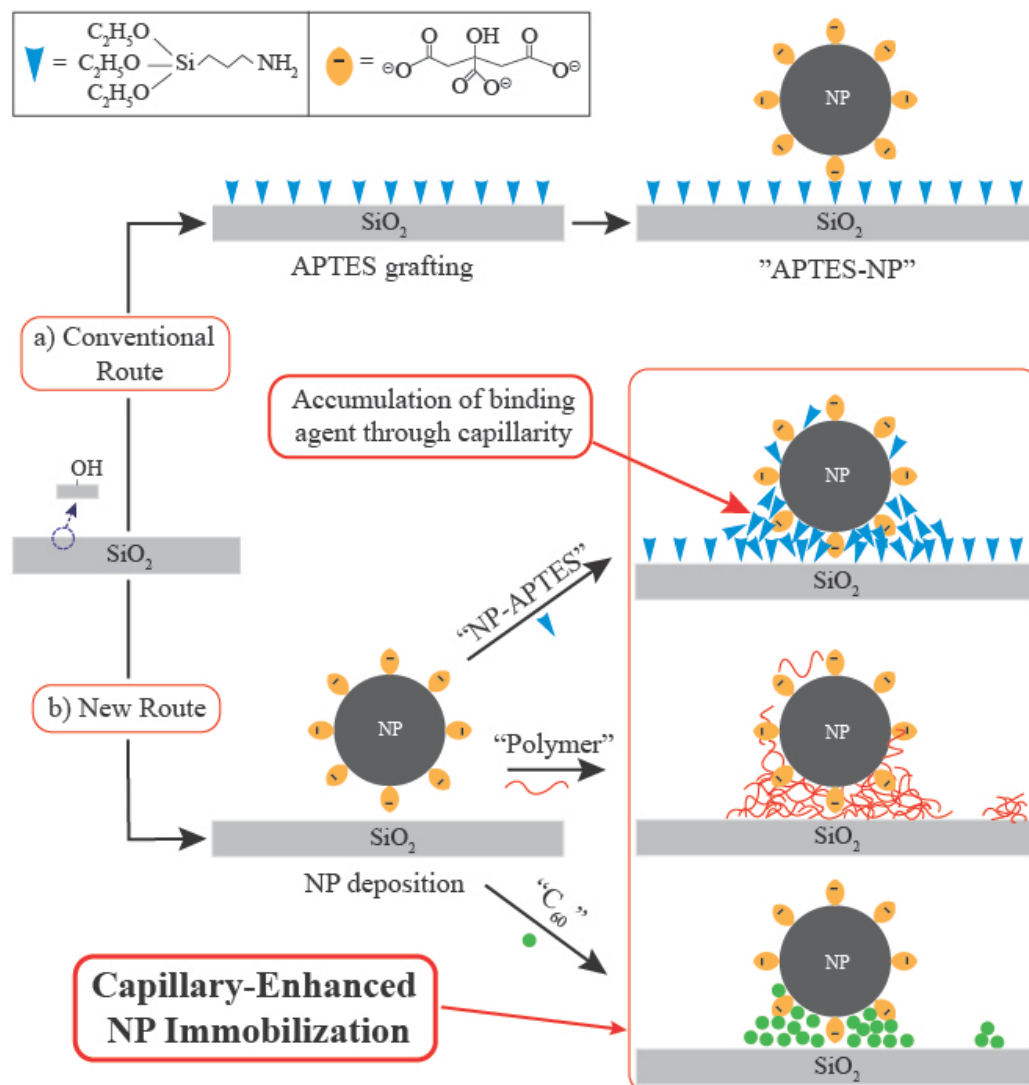 C₂H₅O
= C₂H₅O Si NH₂
C₂H₅O
− = ⊖O O OH O O⊖
O O⊖
NP
SiO₂
APTES grafting
SiO₂
”APTES-NP”
a) Conventional
Route
Accumulation of binding
agent through capillarity
OH
SiO₂
NP
“NP-APTES”
SiO₂
b) New Route
NP
“Polymer”
NP
SiO₂
SiO₂
NP deposition
“C₆₀”
NP
Capillary-Enhanced
NP Immobilization
SiO₂